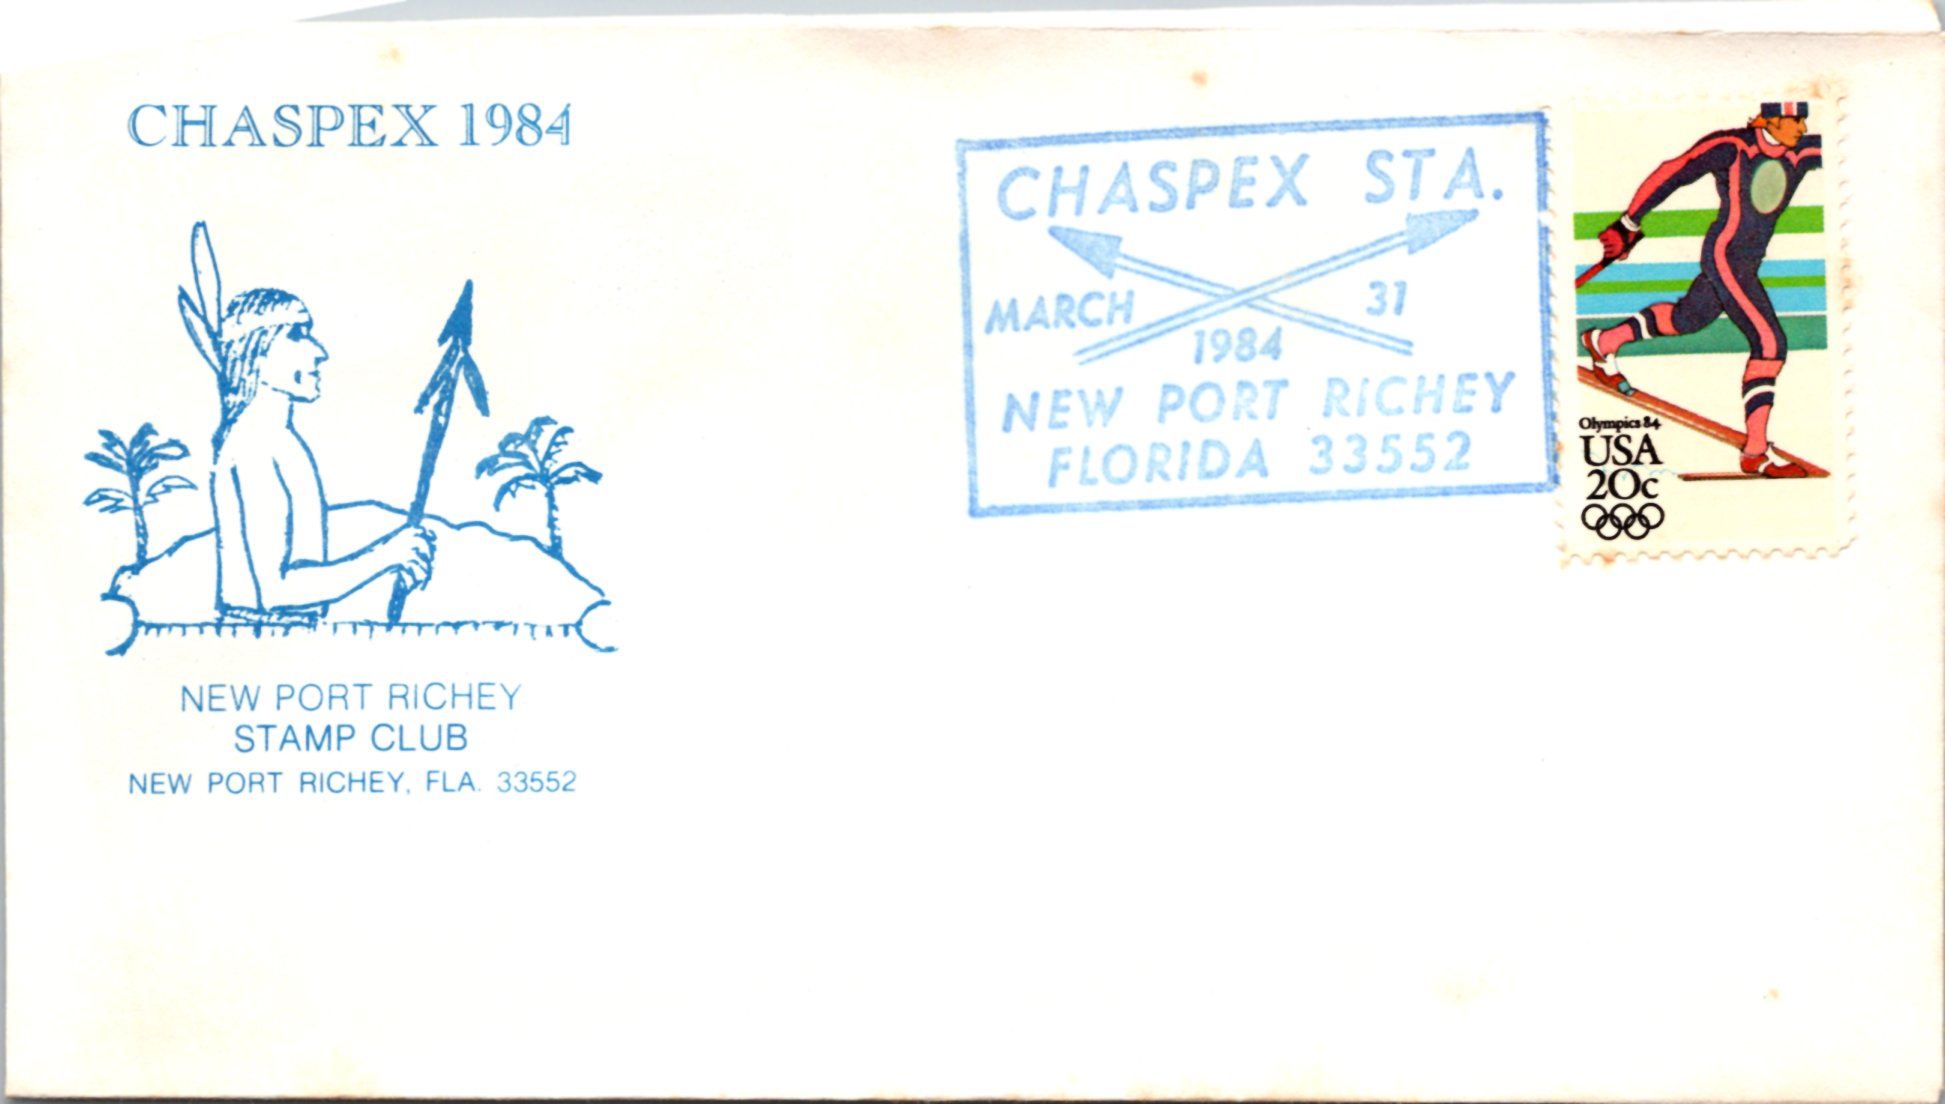 CHASPEX 1984
NEW PORT RICHEY
STAMP CLUB
NEW PORT RICHEY, FLA. 33552
CHASPEX STA.
MARCH 31
1984
NEW PORT RICHEY
FLORIDA 33552
Olympics 84
USA
20c